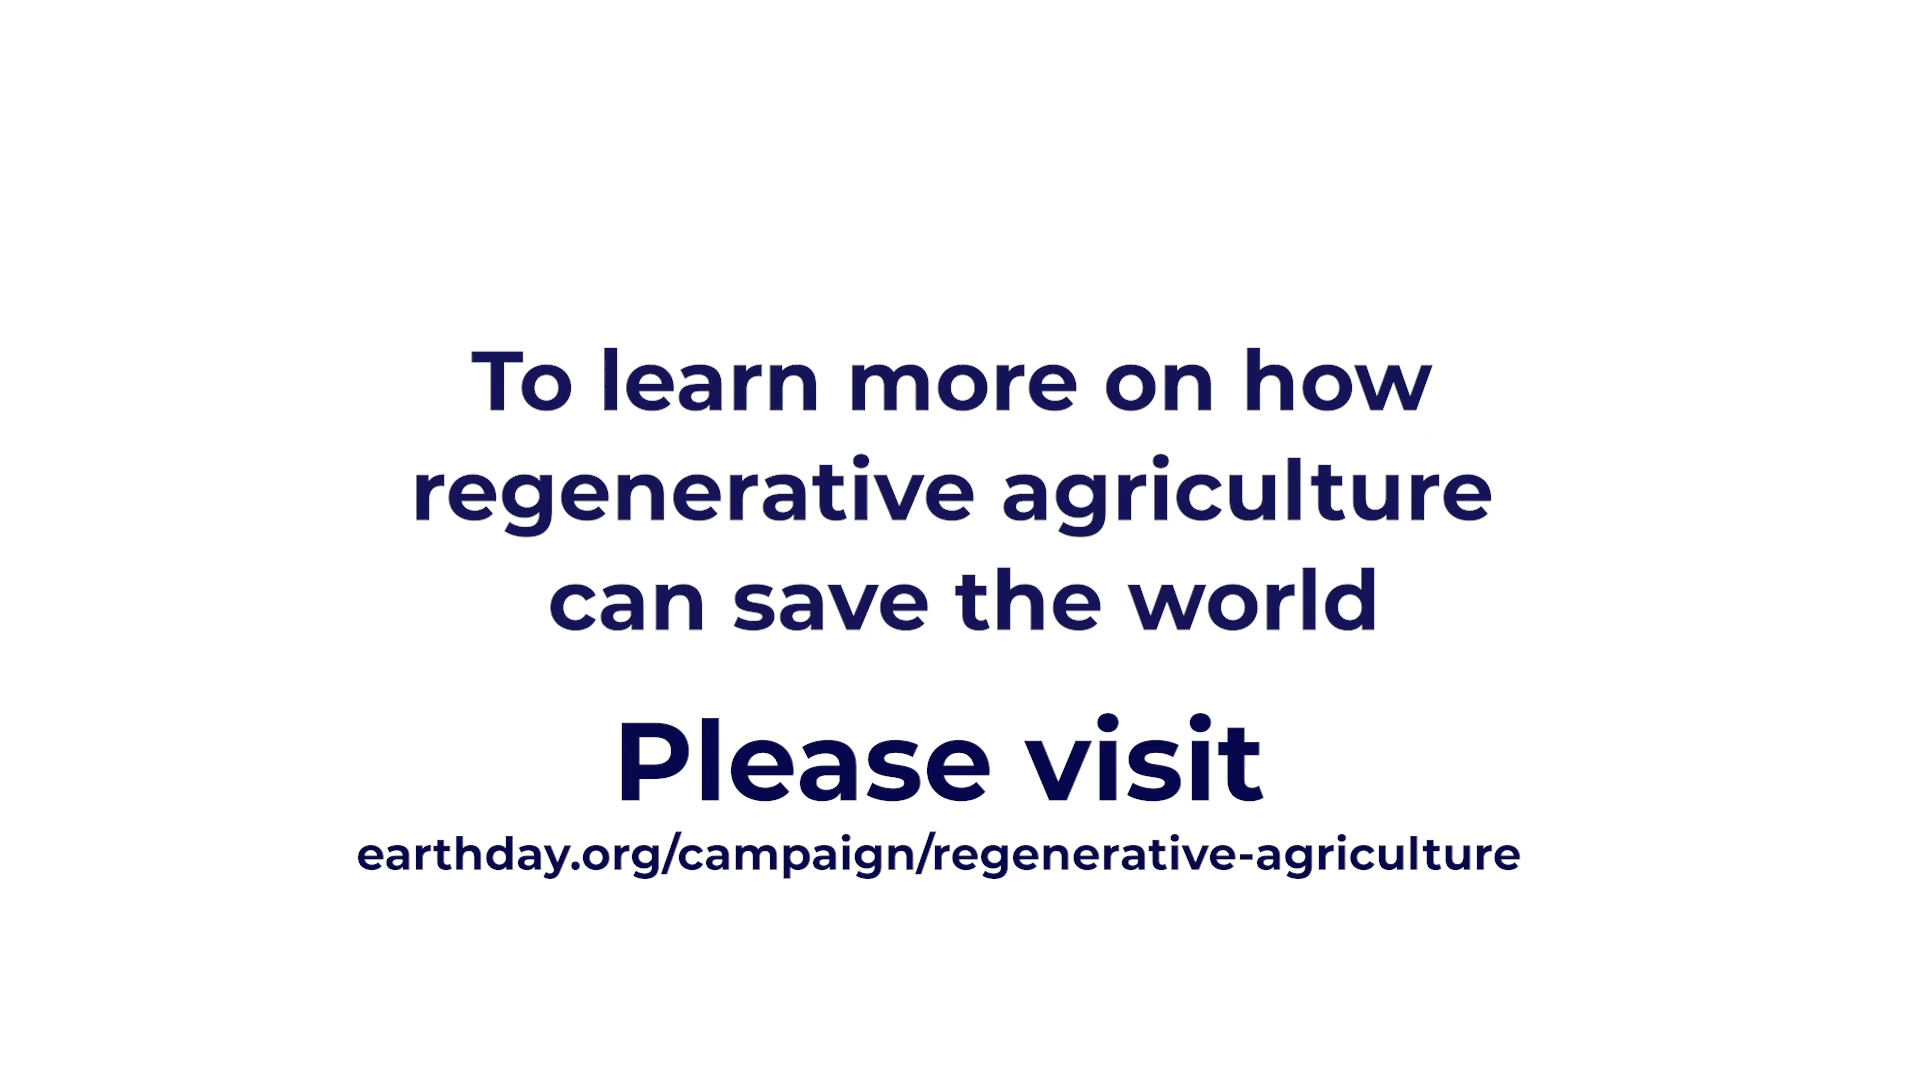 To learn more on how
regenerative agriculture
can save the world
Please visit
earthday.org/campaign/regenerative-agriculture